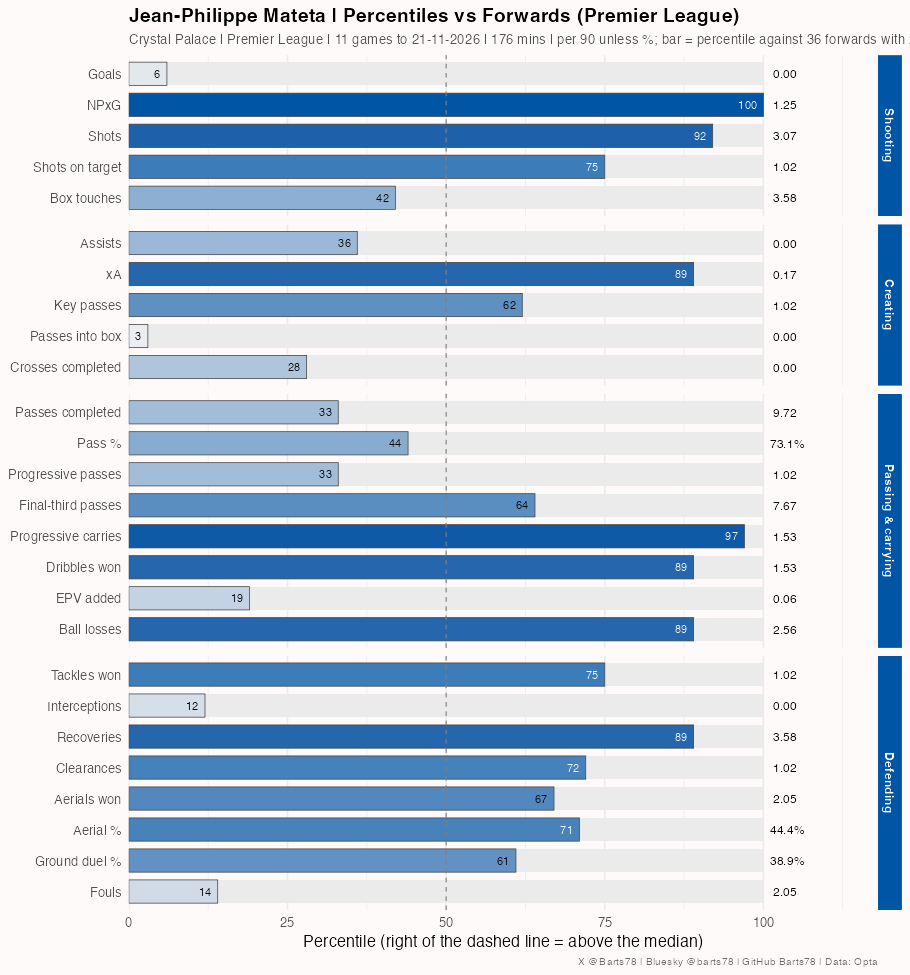 Jean-Philippe Mateta | Percentiles vs Forwards (Premier League)
Crystal Palace | Premier League | 11 games to 21-11-2026 | 176 mins | per 90 unless %; bar = percentile against 36 forwards with
Goals 6 0.00
NPxG 100 1.25
Shots 92 3.07
Shots on target 75 1.02
Box touches 42 3.58
Shooting
Assists 36 0.00
xA 89 0.17
Key passes 62 1.02
Passes into box 3 0.00
Crosses completed 28 0.00
Creating
Passes completed 33 9.72
Pass % 44 73.1%
Progressive passes 33 1.02
Final-third passes 64 7.67
Progressive carries 97 1.53
Dribbles won 89 1.53
EPV added 19 0.06
Ball losses 89 2.56
Passing & carrying
Tackles won 75 1.02
Interceptions 12 0.00
Recoveries 89 3.58
Clearances 72 1.02
Aerials won 67 2.05
Aerial % 71 44.4%
Ground duel % 61 38.9%
Fouls 14 2.05
Defending
0 25 50 75 100
Percentile (right of the dashed line = above the median)
X @Barts78 | Bluesky @barts78 | GitHub Barts78 | Data: Opta